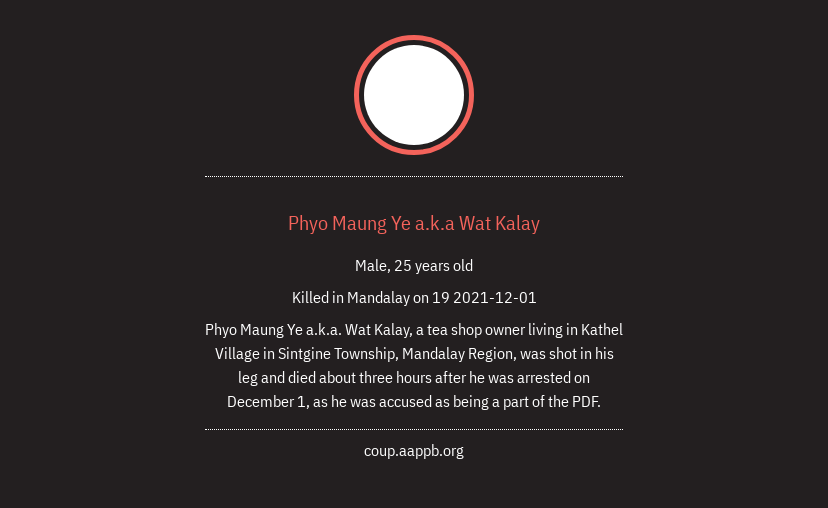 Phyo Maung Ye a.k.a Wat Kalay
Male, 25 years old
Killed in Mandalay on 19 2021-12-01
Phyo Maung Ye a.k.a. Wat Kalay, a tea shop owner living in Kathel
Village in Sintgine Township, Mandalay Region, was shot in his
leg and died about three hours after he was arrested on
December 1, as he was accused as being a part of the PDF.
coup.aappb.org